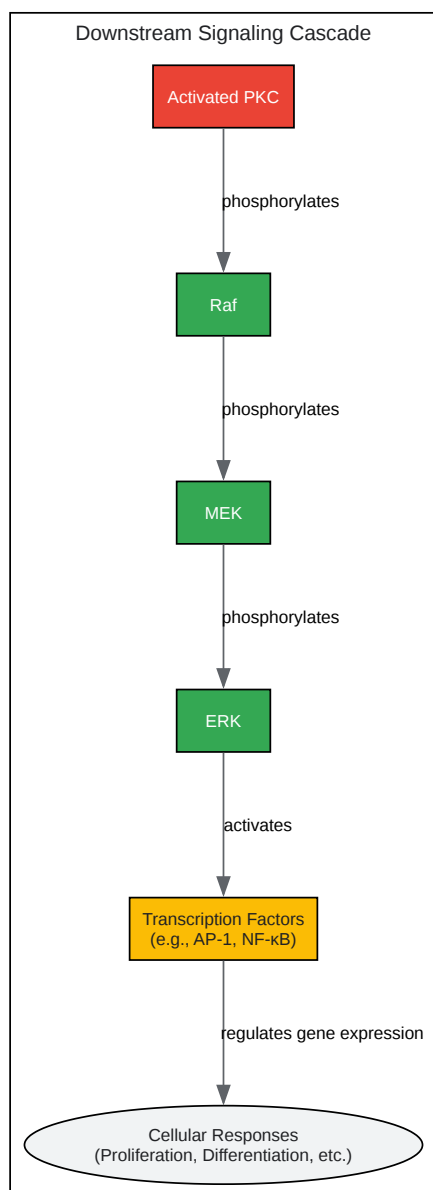 Downstream Signaling Cascade
Activated PKC
phosphorylates
Raf
phosphorylates
MEK
phosphorylates
ERK
activates
Transcription Factors
(e.g., AP-1, NF-κB)
regulates gene expression
Cellular Responses
(Proliferation, Differentiation, etc.)